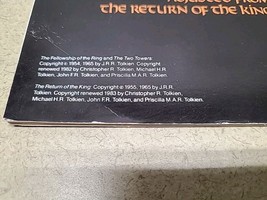 THE RETURN OF THE KING
The Fellowship of the Ring and The Two Towers:
Copyright © 1954, 1965 by J.R.R. Tolkien. Copyright
renewed 1982 by Christopher R. Tolkien, Michael H.R.
Tolkien, John F.R. Tolkien, and Priscilla M.A.R. Tolkien.
The Return of the King: Copyright © 1955, 1965 by J.R.R.
Tolkien. Copyright renewed 1983 by Christopher R. Tolkien,
Michael H.R. Tolkien, John F.R. Tolkien, and Priscilla M.A.R. Tolkien.